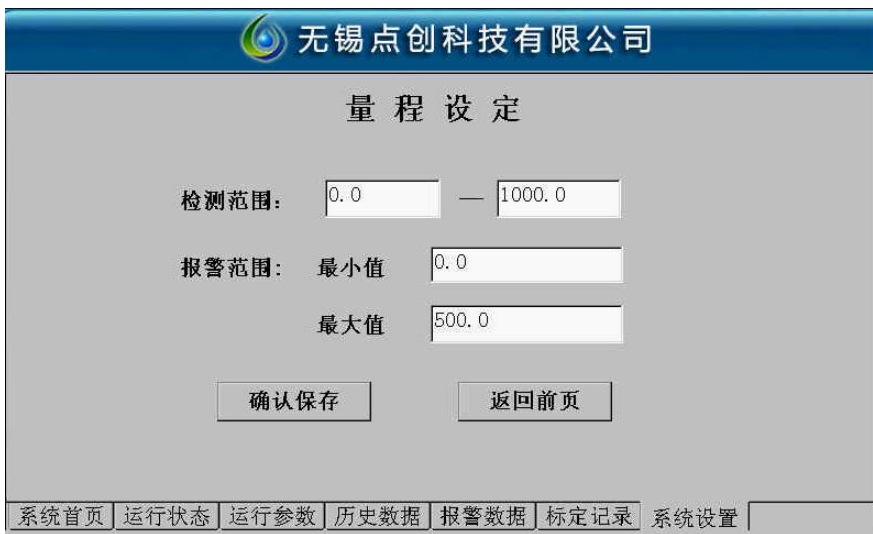 无锡点创科技有限公司
量程设定
检测范围： 0.0 — 1000.0
报警范围： 最小值 0.0
最大值 500.0
确认保存 返回前页
系统首页 运行状态 运行参数 历史数据 报警数据 标定记录 系统设置